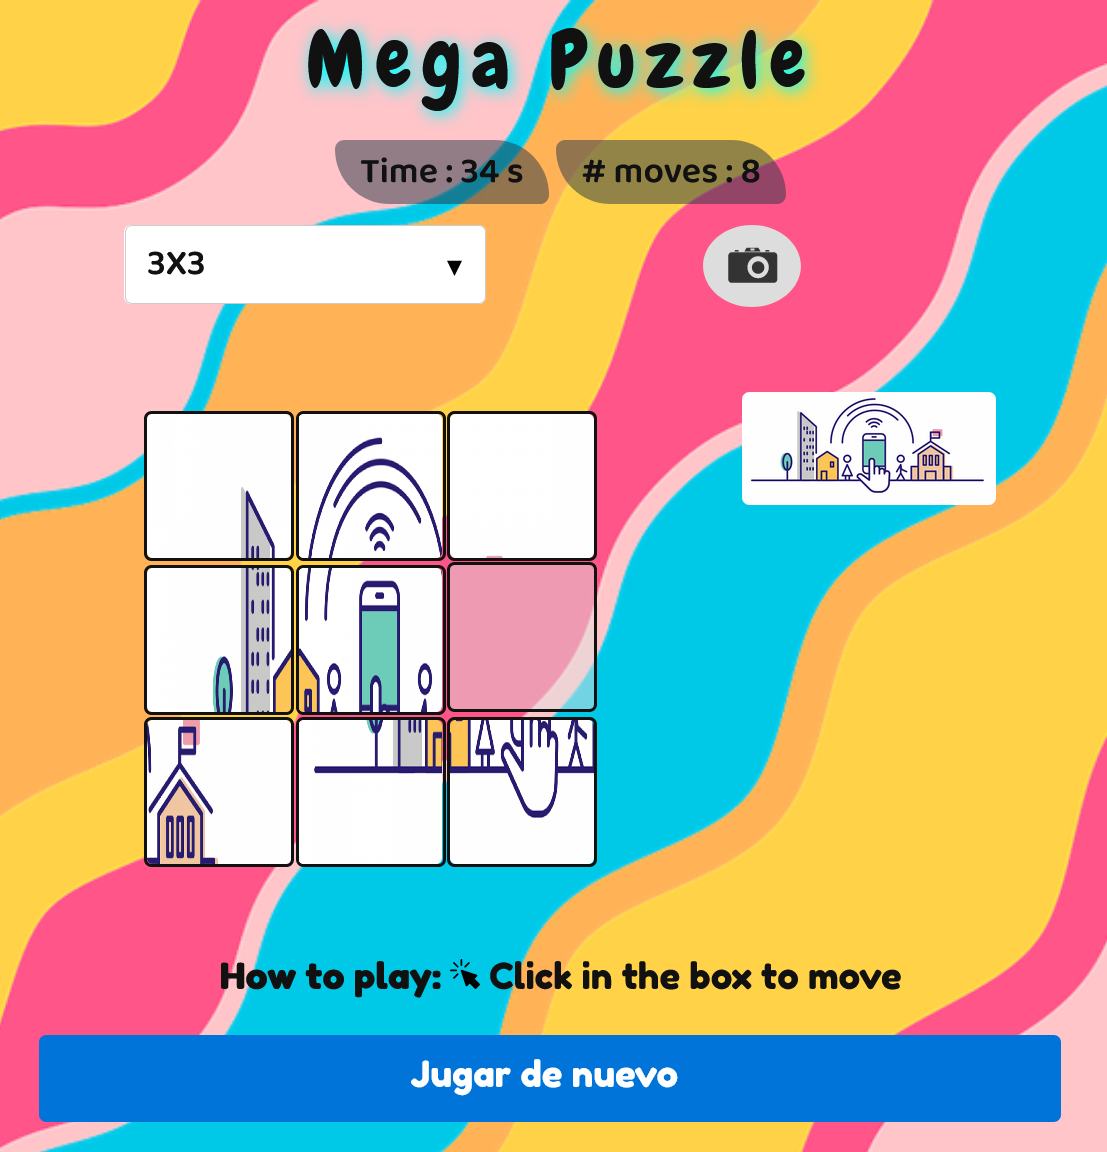 Mega Puzzle
Time : 34 s
# moves : 8
3X3
How to play: Click in the box to move
Jugar de nuevo